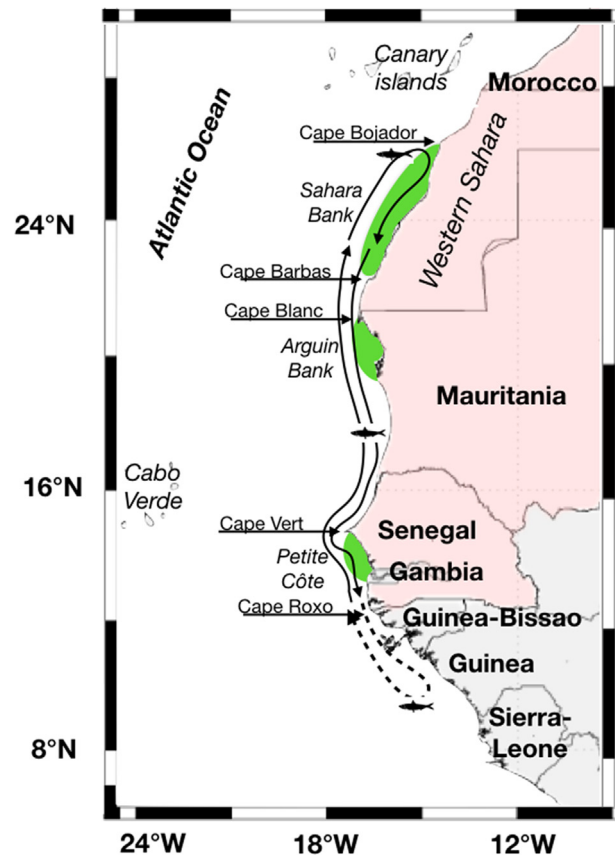 Canary
islands
Morocco
Atlantic Ocean
Cape Bojador
Western Sahara
Sahara
Bank
24°N
Cape Barbas
Cape Blanc
Arguin
Bank
Mauritania
16°N
Cabo
Verde
Cape Vert
Senegal
Petite
Côte
Gambia
Cape Roxo
Guinea-Bissao
Guinea
Sierra-
Leone
8°N
24°W
18°W
12°W